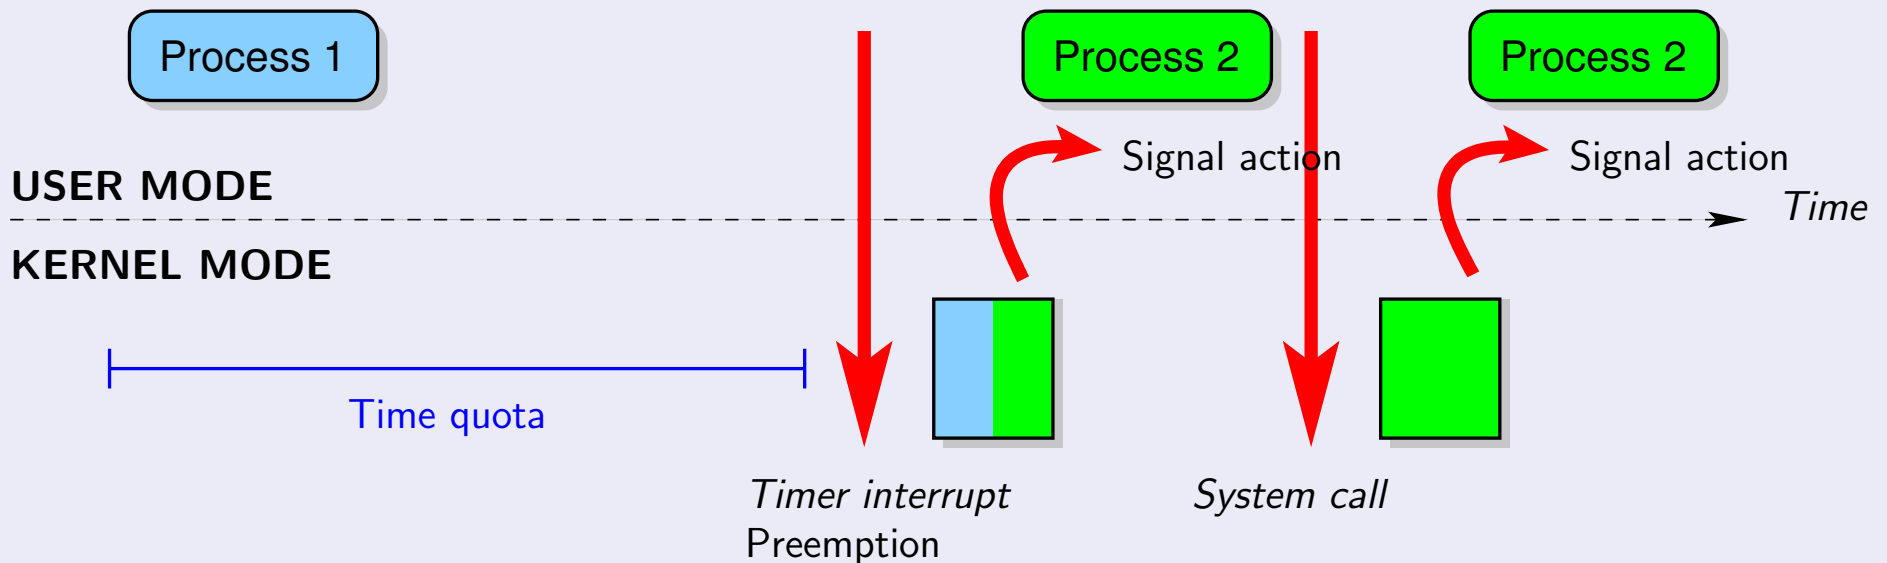 Process 1
Process 2
Process 2
Signal action
Signal action
USER MODE
Time
KERNEL MODE
Time quota
Timer interrupt
System call
Preemption